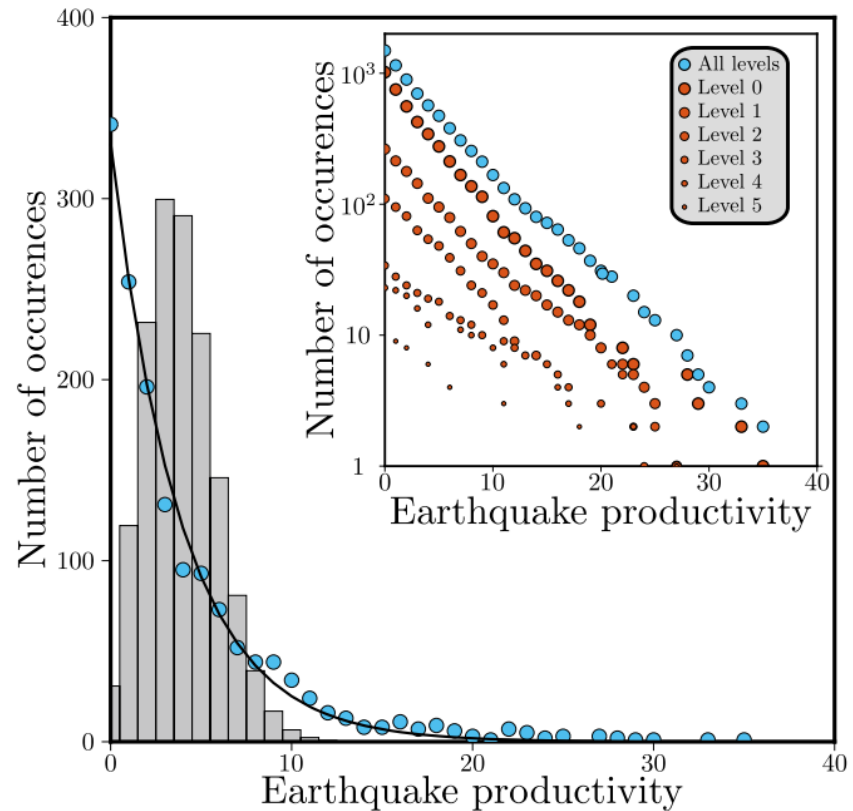 400
300
200
100
0
Number of occurences
0
10
20
30
40
Earthquake productivity
10³
10²
10
1
Number of occurences
0
10
20
30
40
Earthquake productivity
All levels
Level 0
Level 1
Level 2
Level 3
Level 4
Level 5